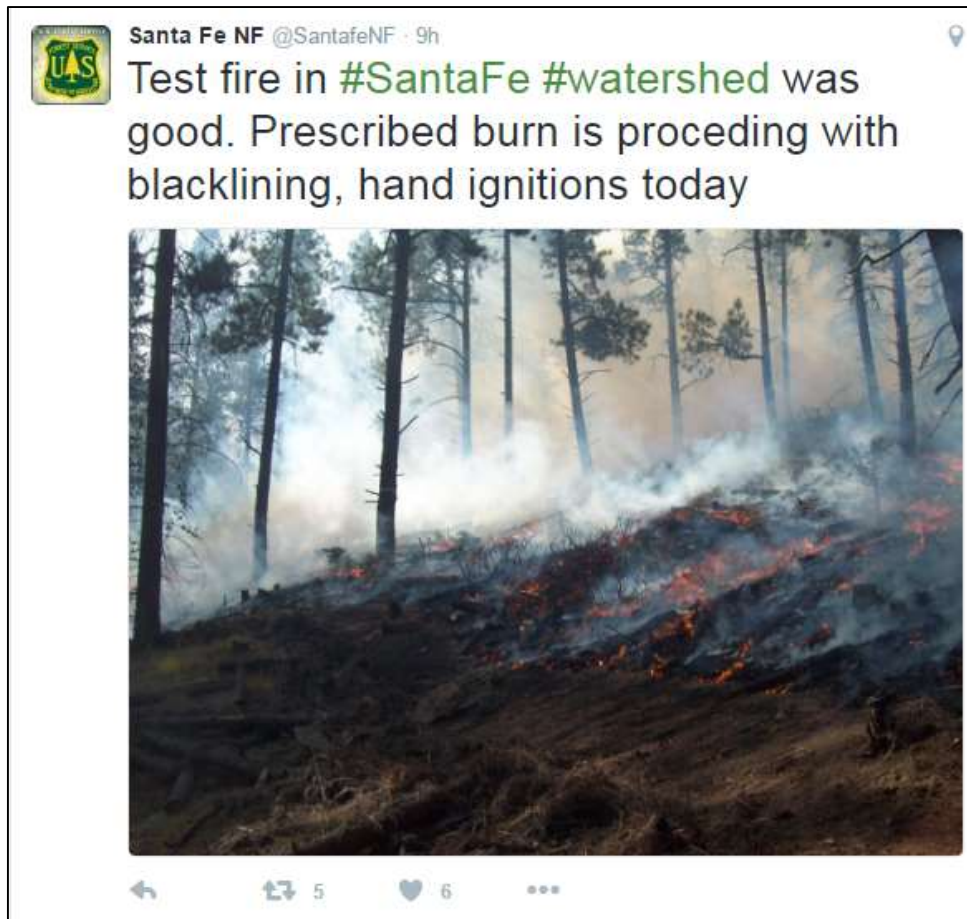 Santa Fe NF @SantafeNF · 9h
Test fire in #SantaFe #watershed was
good. Prescribed burn is proceding with
blacklining, hand ignitions today
UAS
5 6